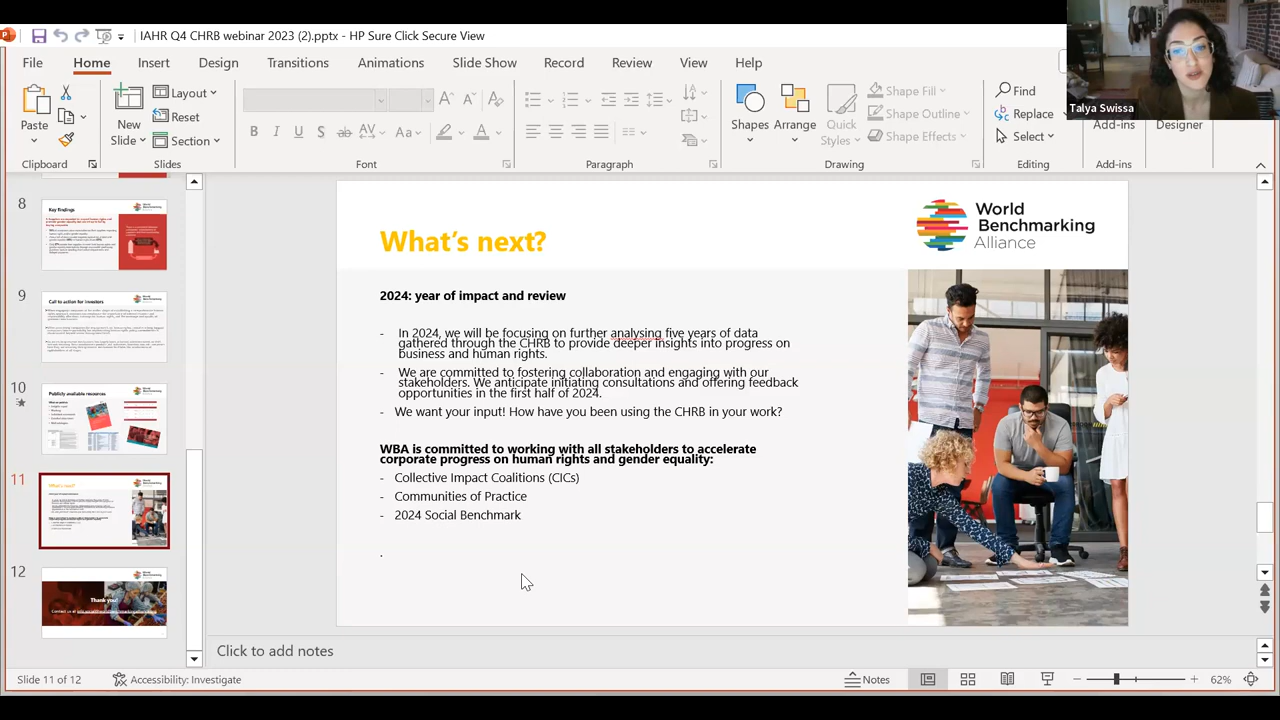 IAHR Q4 CHRB webinar 2023 (2).pptx - HP Sure Click Secure View
File Home Insert Design Slide Show Transitions Animations Slide Show Record Review View Help
Talya Swissa
Paste
New
Slide
Layout
Reset
Section
B I U S ab AV Aa A
Shapes
Arrange
Quick
Styles
Shape Fill
Shape Outline
Shape Effects
Find
Replace
Select
Add-ins
Designer
Clipboard Slides Font Paragraph Drawing Editing Add-ins
8
Key findings
9
Call to action for investors
10
Publicly available resources
11
What's next?
12
Thank you!
World
Benchmarking
Alliance
What's next?
2024: year of impact and review
- In 2024, we will be focusing on further analysing five years of data
gathered through the CHRB to provide deeper insights into progress on
business and human rights.
- We are committed to fostering collaboration and engaging with our
stakeholders. We anticipate initiating consultations and offering feedback
opportunities in the first half of 2024.
- We want your input! How have you been using the CHRB in your work?
WBA is committed to working with all stakeholders to accelerate
corporate progress on human rights and gender equality:
- Collective Impact Coalitions (CICs)
- Communities of Practice
- 2024 Social Benchmark
.
Click to add notes
Slide 11 of 12 Accessibility: Investigate Notes 62%